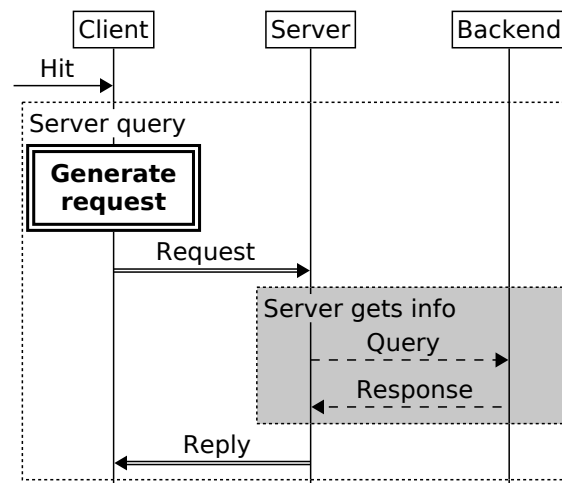 Client Server Backend
Hit
Server query
Generate
request
Request
Server gets info
Query
Response
Reply